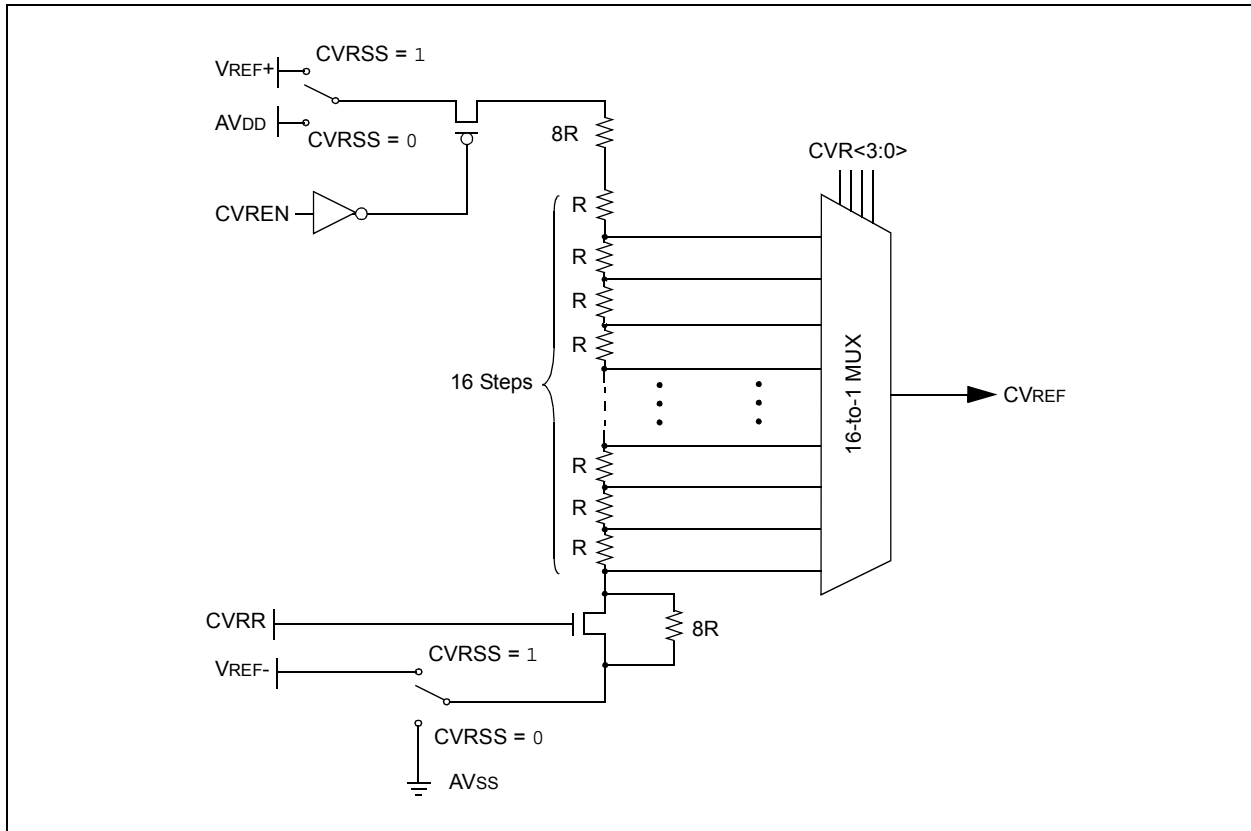 CVRSS = 1
VREF+
AVDD
CVRSS = 0
8R
CVR<3:0>
CVREN
R
R
R
R
16 Steps
16-to-1 MUX
CVREF
R
R
R
CVRR
8R
CVRSS = 1
VREF-
CVRSS = 0
AVSS